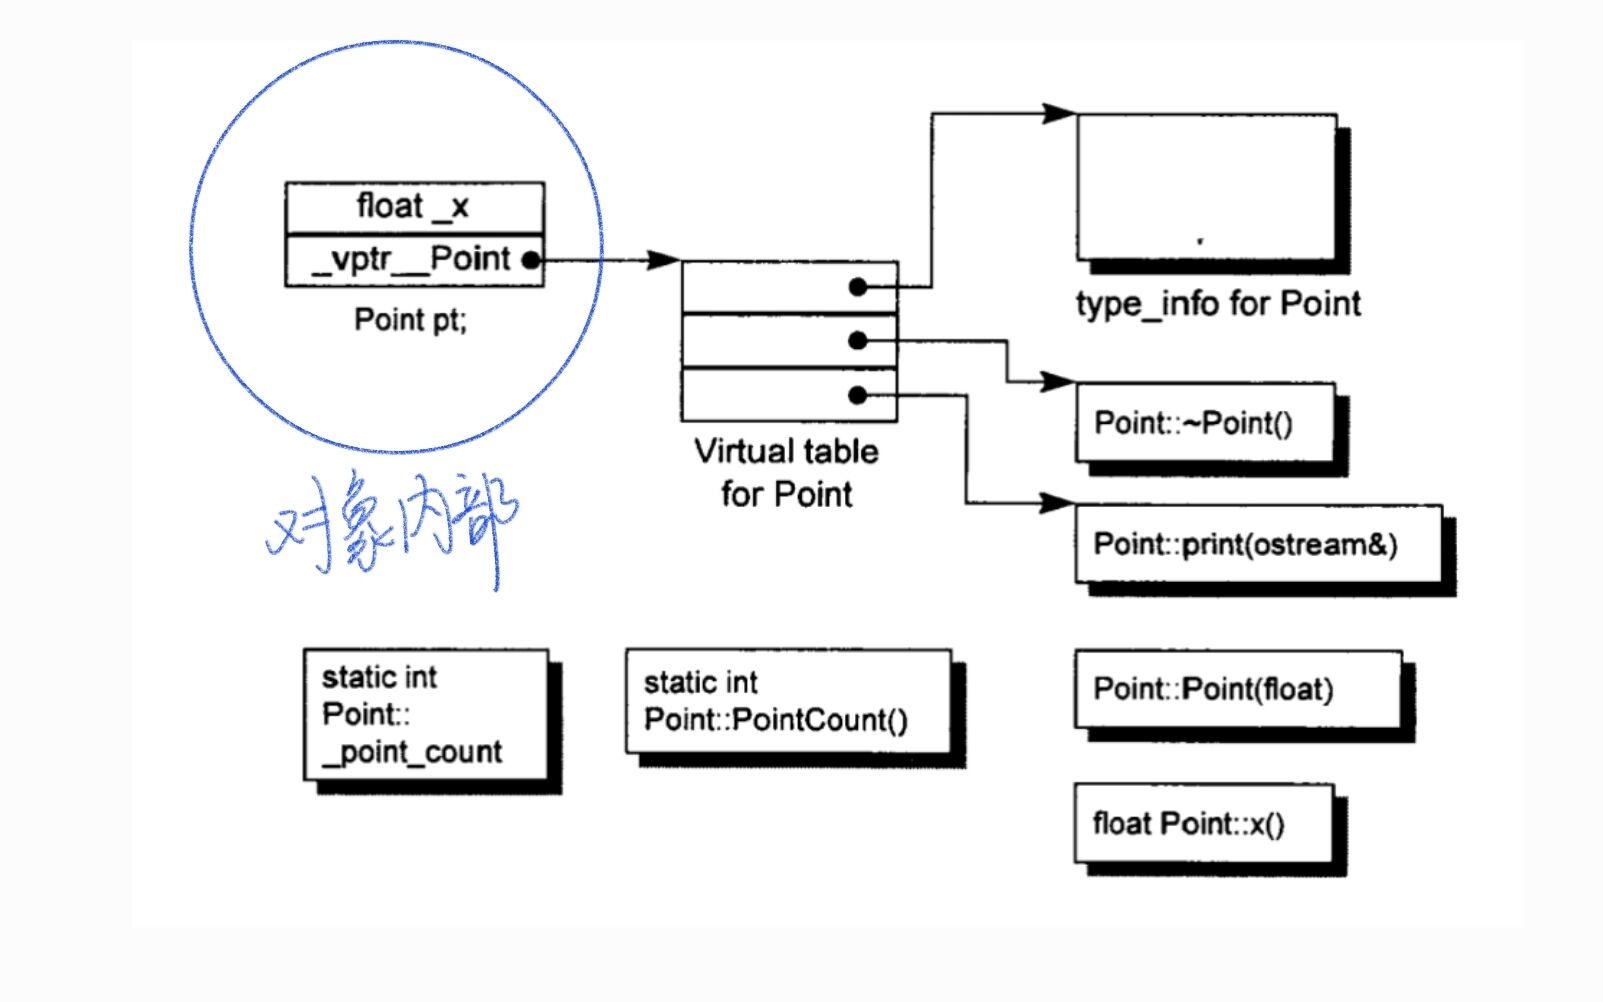 float _x
_vptr__Point
Point pt;
对象内部
Virtual table
for Point
type_info for Point
Point::~Point()
Point::print(ostream&)
static int
Point::
_point_count
static int
Point::PointCount()
Point::Point(float)
float Point::x()